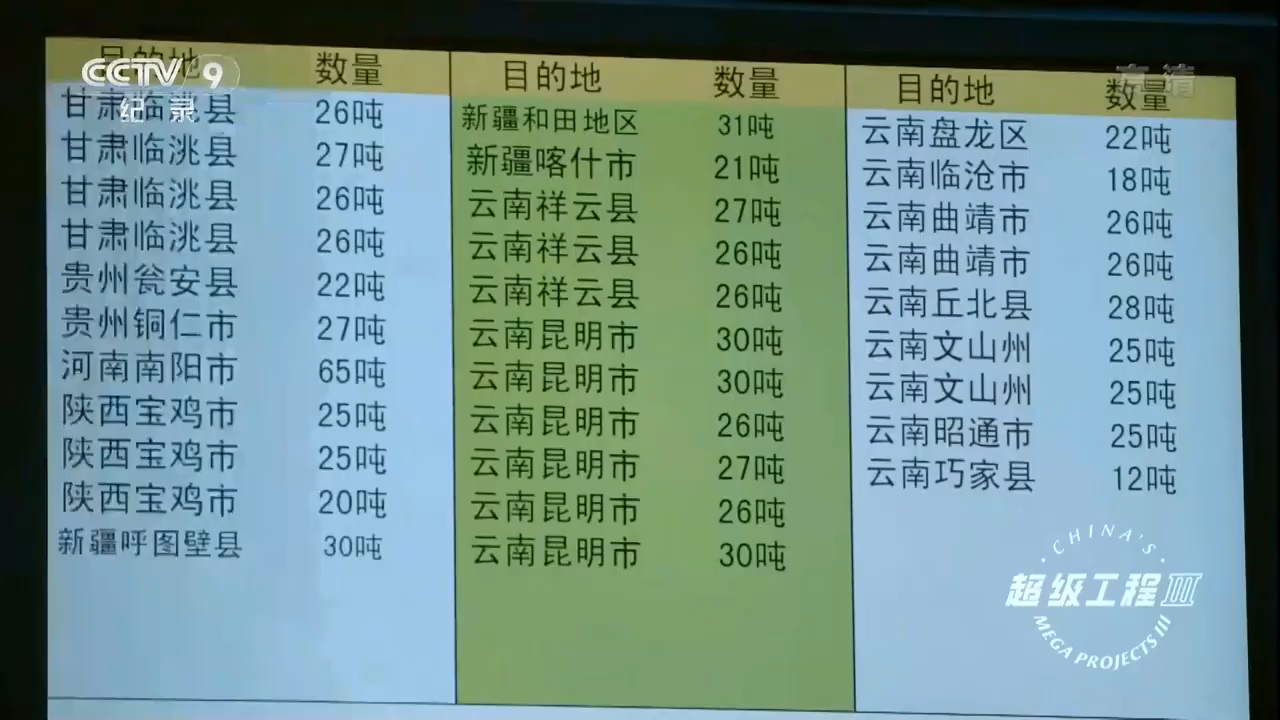 CCTV 9
纪录
高清
目的地 数量
甘肃临洮县 26吨
甘肃临洮县 27吨
甘肃临洮县 26吨
甘肃临洮县 26吨
贵州瓮安县 22吨
贵州铜仁市 27吨
河南南阳市 65吨
陕西宝鸡市 25吨
陕西宝鸡市 25吨
陕西宝鸡市 20吨
新疆呼图壁县 30吨
目的地 数量
新疆和田地区 31吨
新疆喀什市 21吨
云南祥云县 27吨
云南祥云县 26吨
云南祥云县 26吨
云南昆明市 30吨
云南昆明市 30吨
云南昆明市 26吨
云南昆明市 27吨
云南昆明市 26吨
云南昆明市 30吨
目的地 数量
云南盘龙区 22吨
云南临沧市 18吨
云南曲靖市 26吨
云南曲靖市 26吨
云南丘北县 28吨
云南文山州 25吨
云南文山州 25吨
云南昭通市 25吨
云南巧家县 12吨
CHINA'S
超级工程III
MEGA PROJECTS III